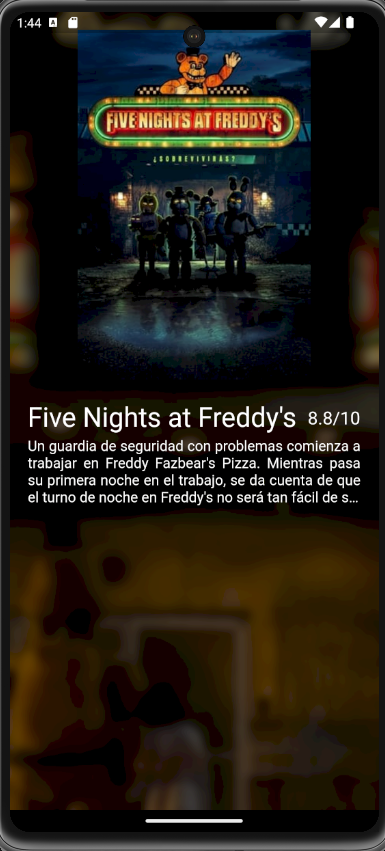 1:44
A
FIVE NIGHTS AT FREDDY'S
¿SOBREVIVIRÁS?
Five Nights at Freddy's 8.8/10
Un guardia de seguridad con problemas comienza a
trabajar en Freddy Fazbear's Pizza. Mientras pasa
su primera noche en el trabajo, se da cuenta de que
el turno de noche en Freddy's no será tan fácil de s…